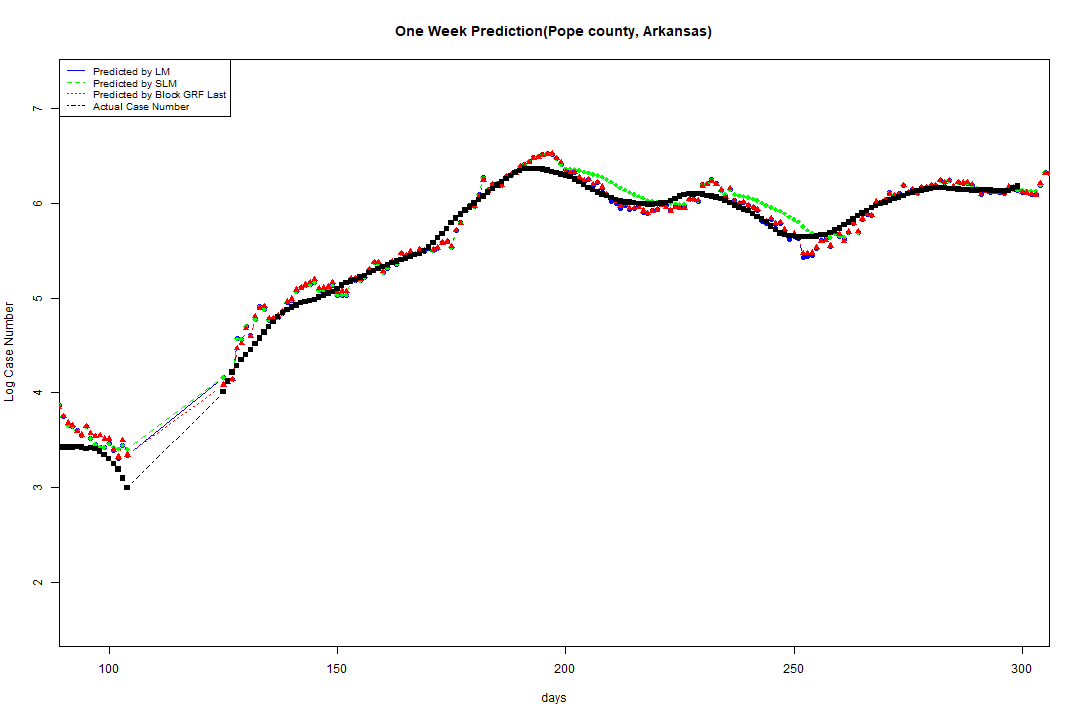 One Week Prediction(Pope county, Arkansas)
Predicted by LM
Predicted by SLM
Predicted by Block GRF Last
Actual Case Number
7
6
5
4
3
2
Log Case Number
100 150 200 250 300
days